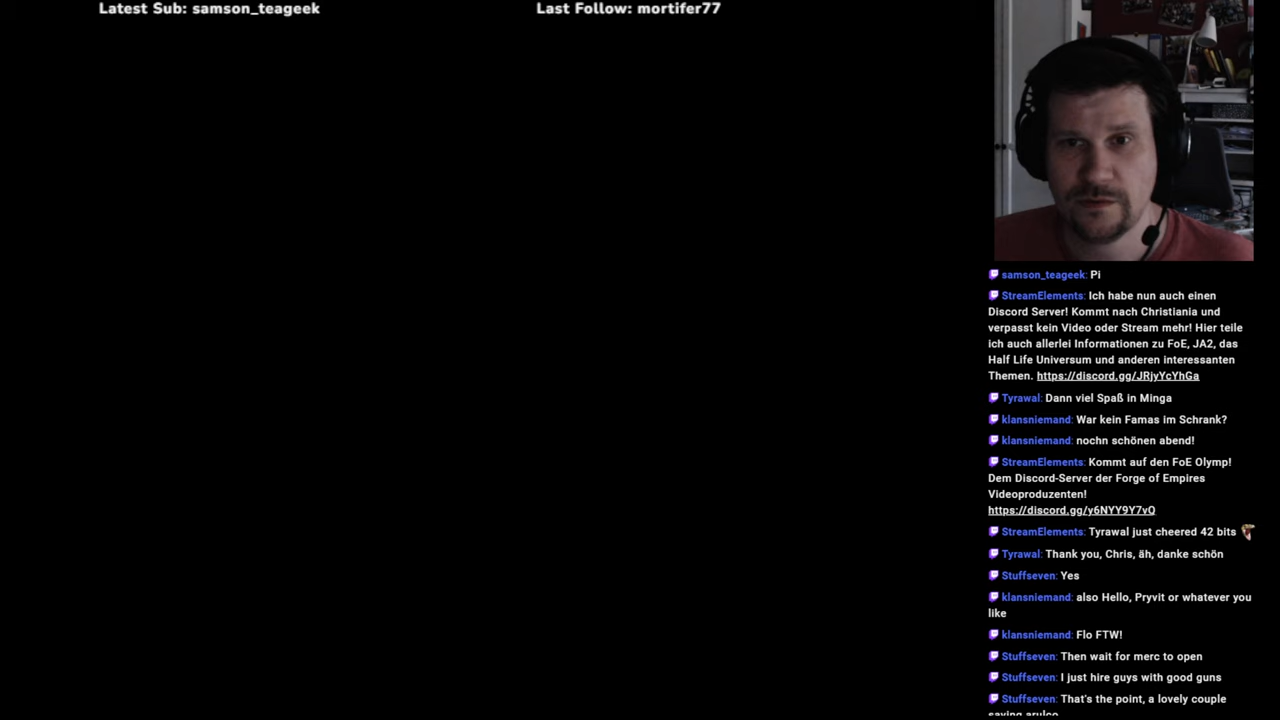 Latest Sub: samson_teageek
Last Follow: mortifer77
samson_teageek: Pi
StreamElements: Ich habe nun auch einen
Discord Server! Kommt nach Christiania und
verpasst kein Video oder Stream mehr! Hier teile
ich auch allerlei Informationen zu FoE, JA2, das
Half Life Universum und anderen interessanten
Themen. https://discord.gg/JRjyYcYhGa
Tyrawal: Dann viel Spaß in Minga
klansniemand: War kein Famas im Schrank?
klansniemand: nochn schönen abend!
StreamElements: Kommt auf den FoE Olymp!
Dem Discord-Server der Forge of Empires
Videoproduzenten!
https://discord.gg/y6NYY9Y7vQ
StreamElements: Tyrawal just cheered 42 bits
Tyrawal: Thank you, Chris, äh, danke schön
Stuffseven: Yes
klansniemand: also Hello, Pryvit or whatever you
like
klansniemand: Flo FTW!
Stuffseven: Then wait for merc to open
Stuffseven: I just hire guys with good guns
Stuffseven: That's the point, a lovely couple
saving arulco